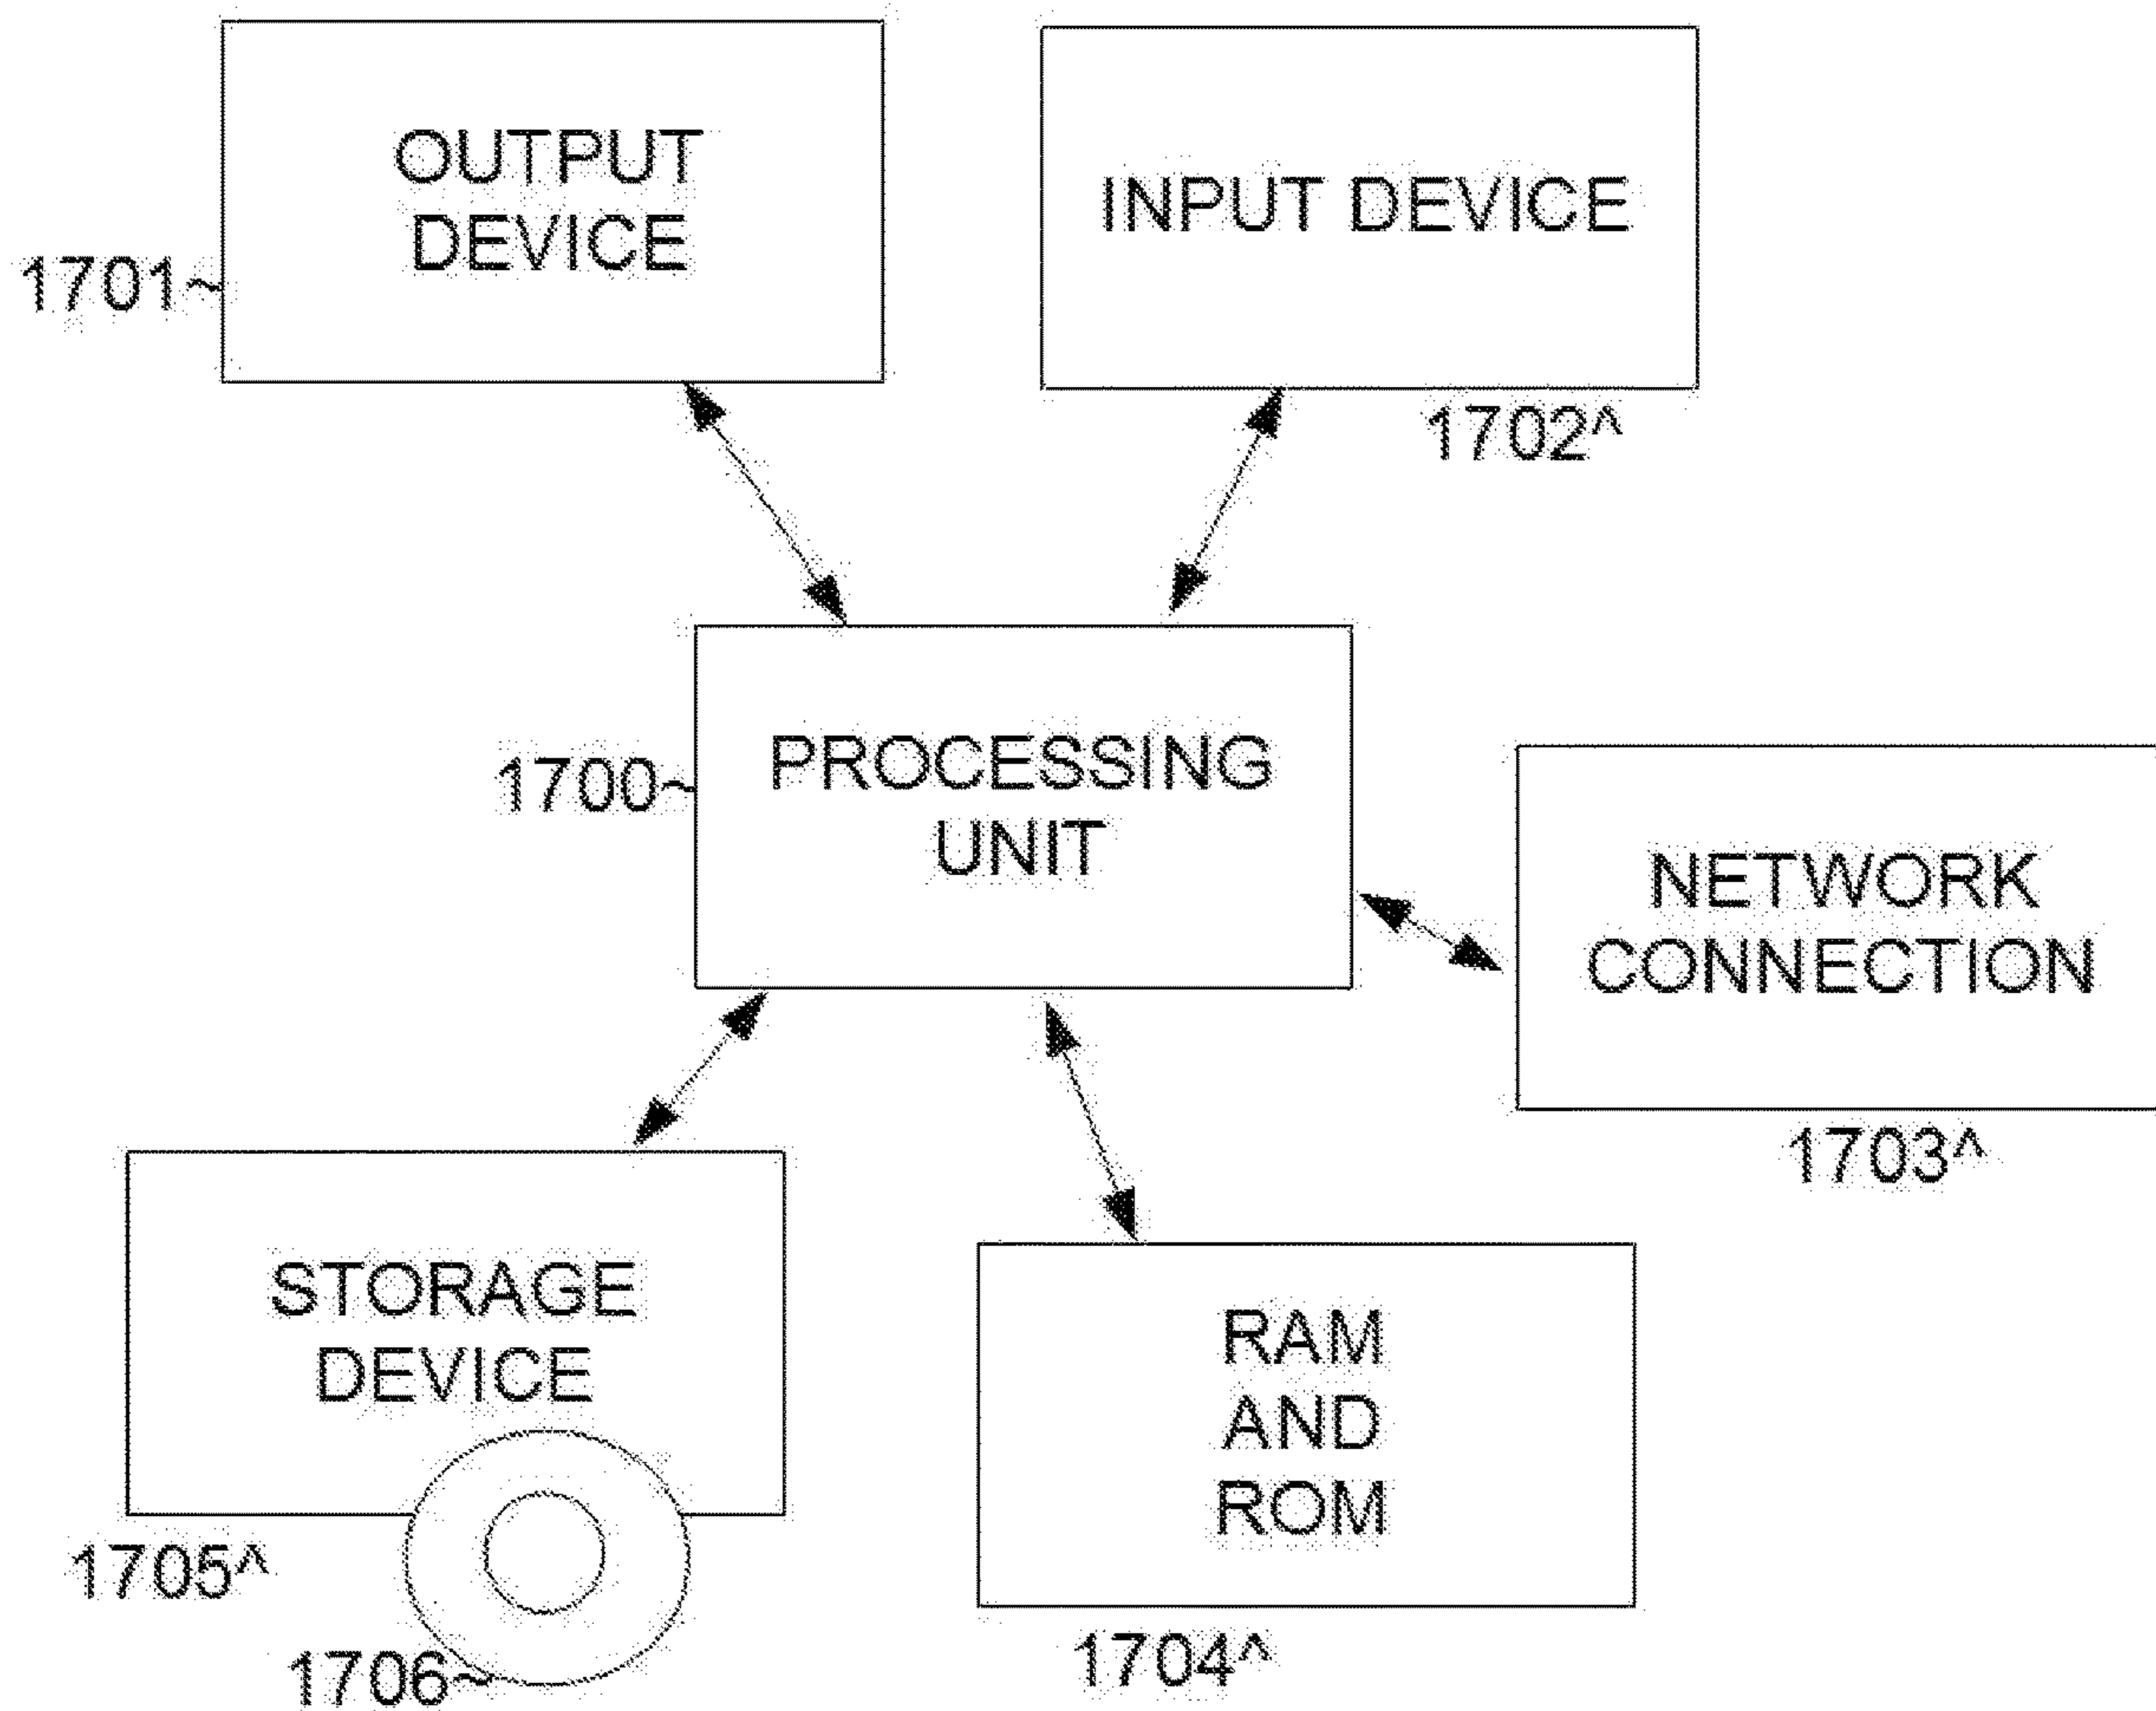 OUTPUT
DEVICE
1701~
INPUT DEVICE
1702^
PROCESSING
UNIT
1700~
NETWORK
CONNECTION
1703^
STORAGE
DEVICE
1705^
1706~
RAM
AND
ROM
1704^